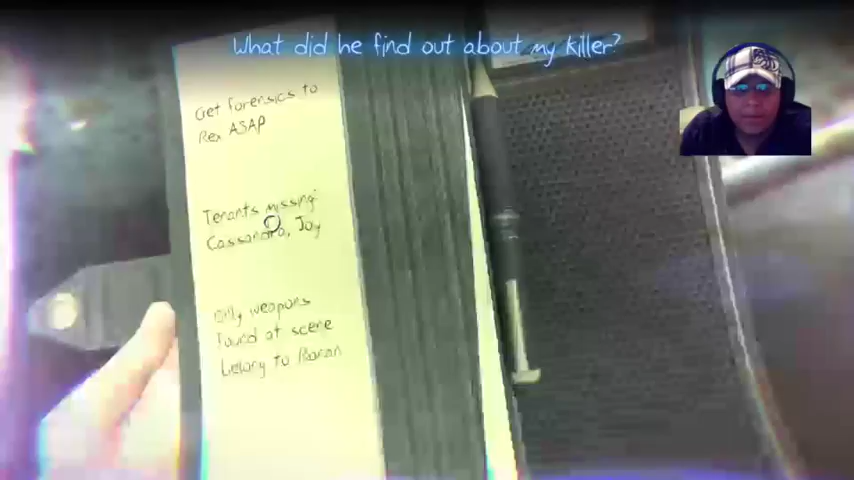 What did he find out about my killer?
Get forensics to
Rex ASAP
Tenants missing:
Cassandra, Joy
Only weapons
found at scene
belong to Ronan